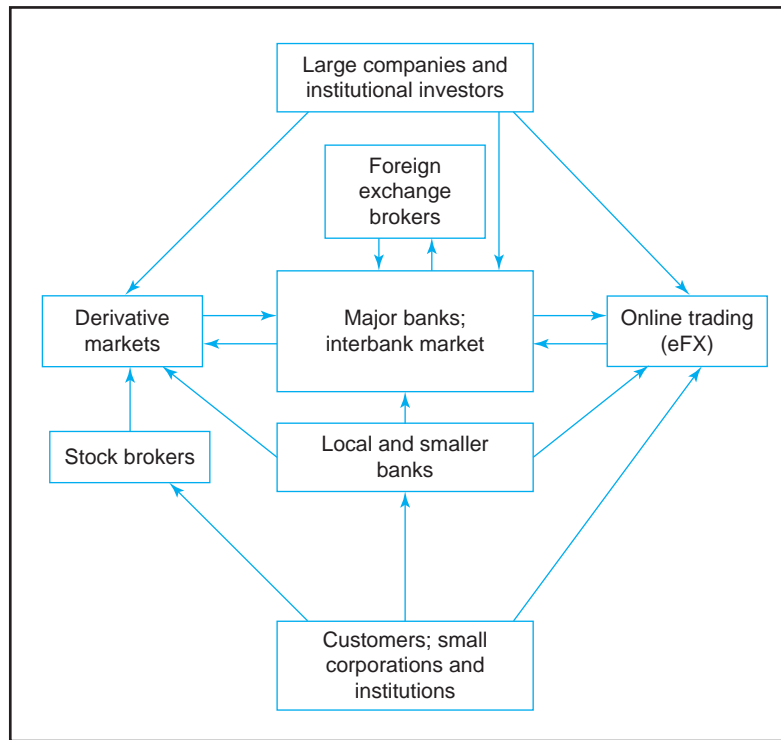 Large companies and
institutional investors
Foreign
exchange
brokers
Derivative
markets
Major banks;
interbank market
Online trading
(eFX)
Stock brokers
Local and smaller
banks
Customers; small
corporations and
institutions